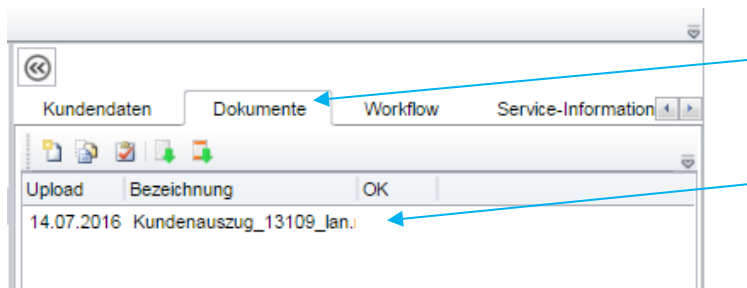 Kundendaten Dokumente Workflow Service-Information
Upload Bezeichnung OK
14.07.2016 Kundenauszug_13109_lan.